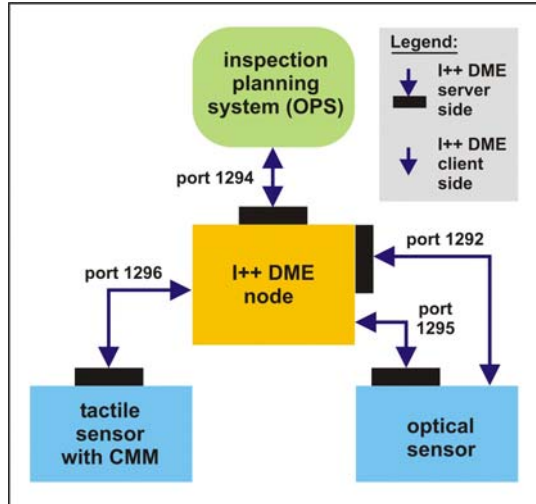 inspection
planning
system (OPS)
Legend:
I++ DME
server
side
I++ DME
client
side
port 1294
port 1296
I++ DME
node
port 1292
port
1295
tactile
sensor
with CMM
optical
sensor